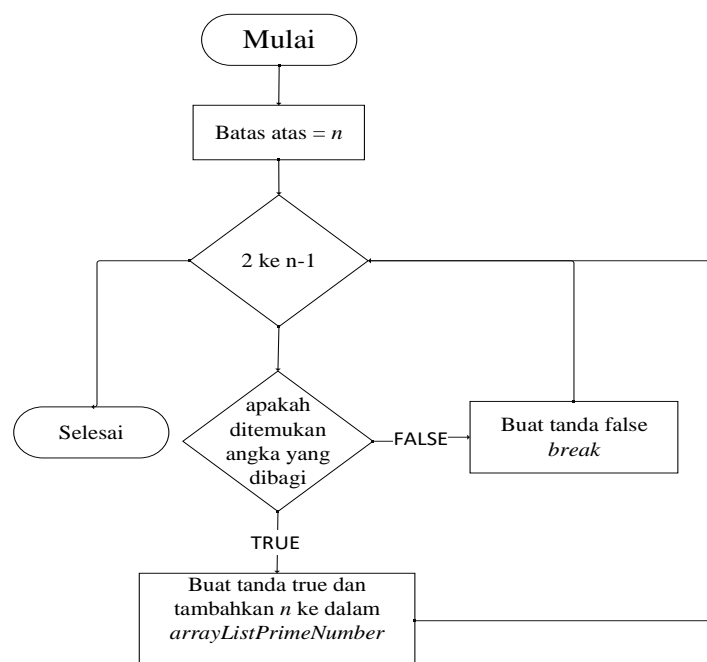 Mulai
Batas atas = n
2 ke n-1
Selesai
apakah
ditemukan
angka yang
dibagi
FALSE
Buat tanda false
break
TRUE
Buat tanda true dan
tambahkan n ke dalam
arrayListPrimeNumber